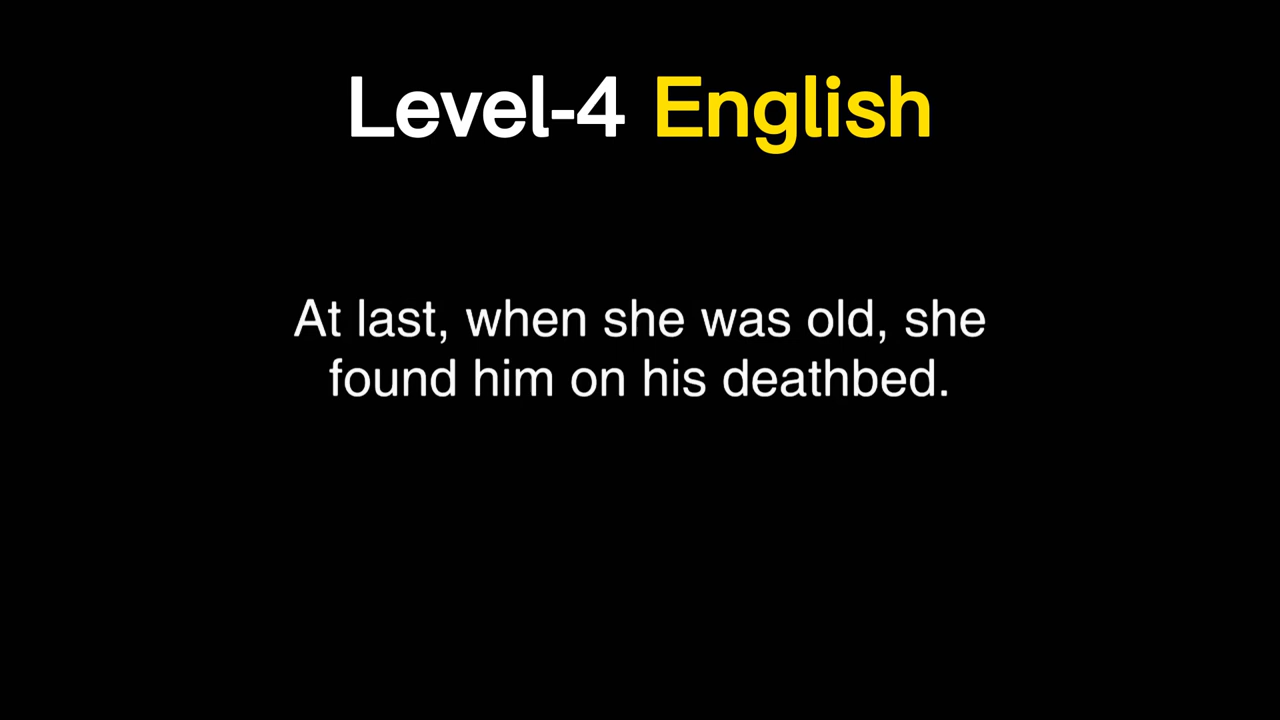 Level-4 English
At last, when she was old, she
found him on his deathbed.